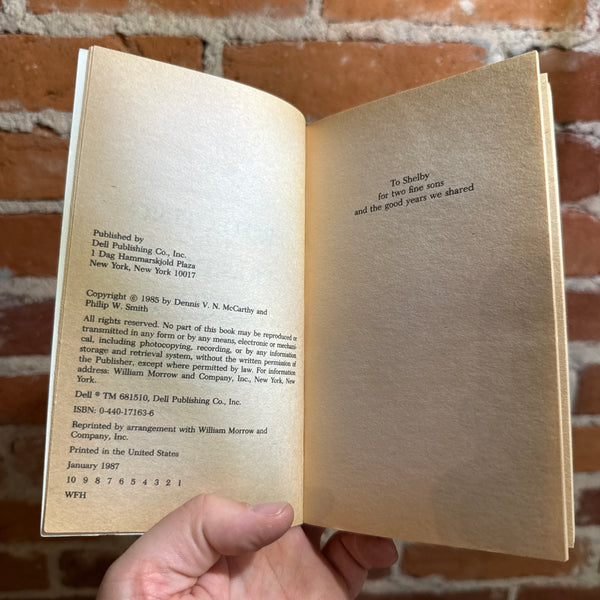 Published by
Dell Publishing Co., Inc.
1 Dag Hammarskjold Plaza
New York, New York 10017
Copyright © 1985 by Dennis V. N. McCarthy and
Philip W. Smith
All rights reserved. No part of this book may be reproduced or
transmitted in any form or by any means, electronic or mechani-
cal, including photocopying, recording, or by any information
storage and retrieval system, without the written permission of
the Publisher, except where permitted by law. For information
address: William Morrow and Company, Inc., New York, New
York.
Dell ® TM 681510, Dell Publishing Co., Inc.
ISBN: 0-440-17163-6
Reprinted by arrangement with William Morrow and
Company, Inc.
Printed in the United States
January 1987
10 9 8 7 6 5 4 3 2 1
WFH
To Shelby
for two fine sons
and the good years we shared